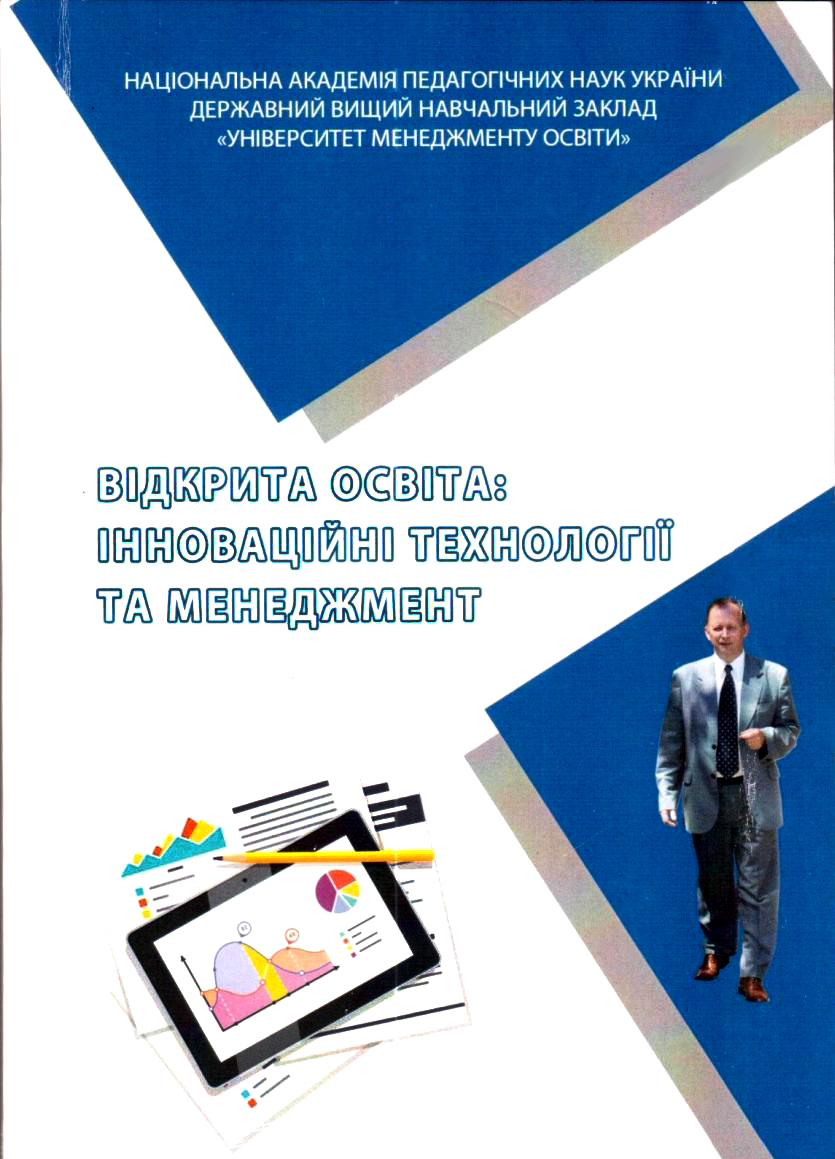 НАЦІОНАЛЬНА АКАДЕМІЯ ПЕДАГОГІЧНИХ НАУК УКРАЇНИ
ДЕРЖАВНИЙ ВИЩИЙ НАВЧАЛЬНИЙ ЗАКЛАД
«УНІВЕРСИТЕТ МЕНЕДЖМЕНТУ ОСВІТИ»
ВІДКРИТА ОСВІТА:
ІННОВАЦІЙНІ ТЕХНОЛОГІЇ
ТА МЕНЕДЖМЕНТ